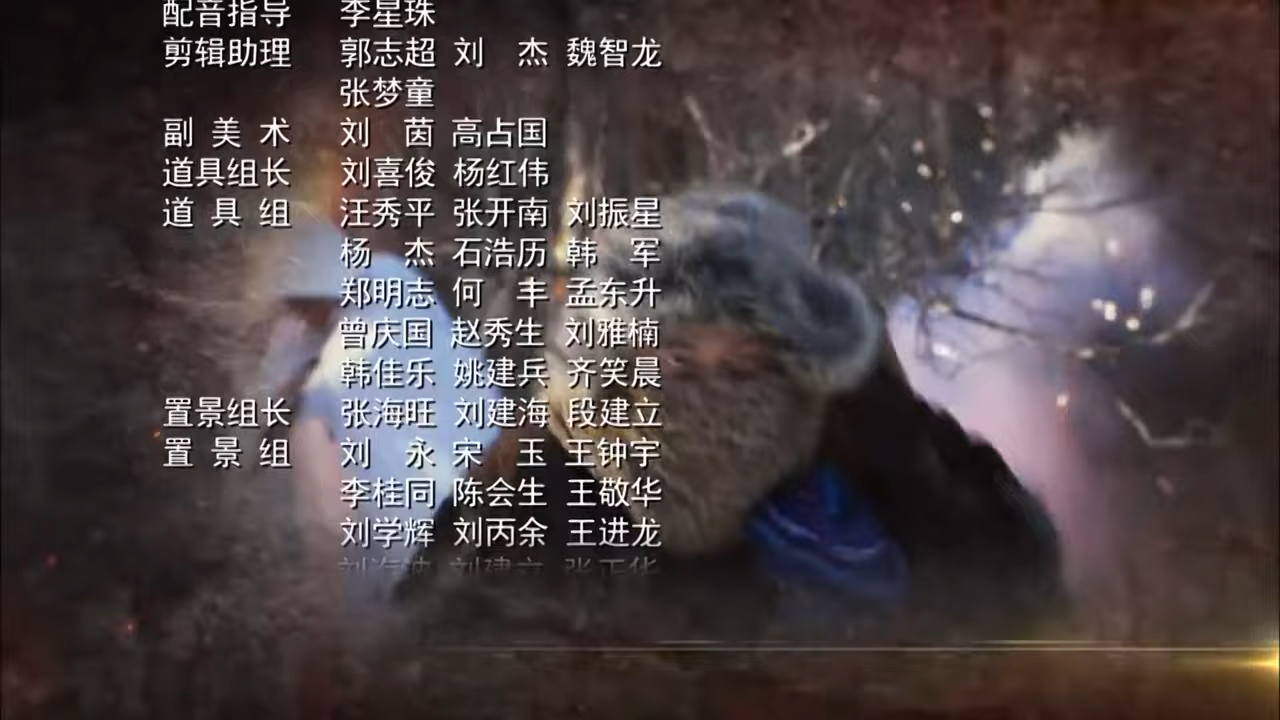 配音指导 李星珠
剪辑助理 郭志超 刘 杰 魏智龙
张梦童
副 美 术 刘 茵 高占国
道具组长 刘喜俊 杨红伟
道 具 组 汪秀平 张开南 刘振星
杨 杰 石浩历 韩 军
郑明志 何 丰 孟东升
曾庆国 赵秀生 刘雅楠
韩佳乐 姚建兵 齐笑晨
置景组长 张海旺 刘建海 段建立
置 景 组 刘 永 宋 玉 王钟宇
李桂同 陈会生 王敬华
刘学辉 刘丙余 王进龙